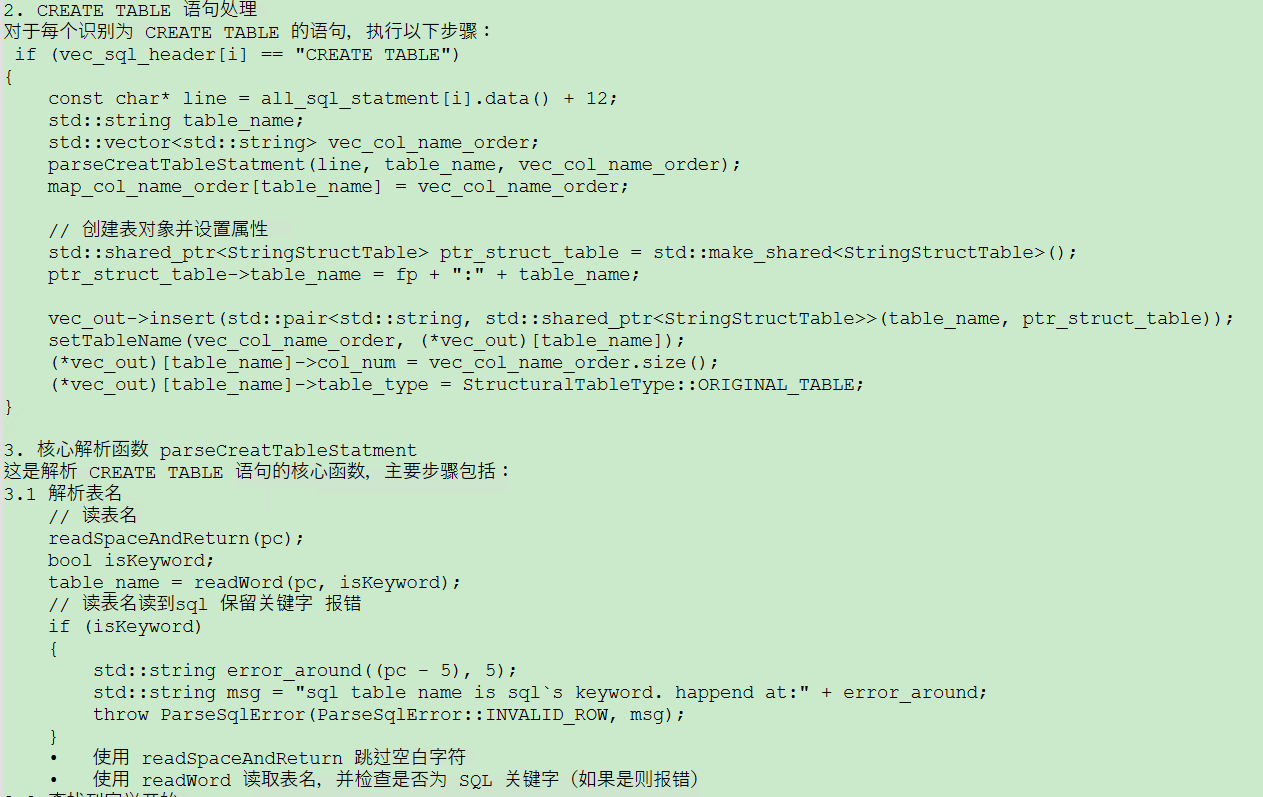 2. CREATE TABLE 语句处理
对于每个识别为 CREATE TABLE 的语句，执行以下步骤：
 if (vec_sql_header[i] == "CREATE TABLE")
{
    const char* line = all_sql_statment[i].data() + 12;
    std::string table_name;
    std::vector<std::string> vec_col_name_order;
    parseCreatTableStatment(line, table_name, vec_col_name_order);
    map_col_name_order[table_name] = vec_col_name_order;

    // 创建表对象并设置属性
    std::shared_ptr<StringStructTable> ptr_struct_table = std::make_shared<StringStructTable>();
    ptr_struct_table->table_name = fp + ":" + table_name;

    vec_out->insert(std::pair<std::string, std::shared_ptr<StringStructTable>>(table_name, ptr_struct_table));
    setTableName(vec_col_name_order, (*vec_out)[table_name]);
    (*vec_out)[table_name]->col_num = vec_col_name_order.size();
    (*vec_out)[table_name]->table_type = StructuralTableType::ORIGINAL_TABLE;
}

3. 核心解析函数 parseCreatTableStatment
这是解析 CREATE TABLE 语句的核心函数，主要步骤包括：
3.1 解析表名
    // 读表名
    readSpaceAndReturn(pc);
    bool isKeyword;
    table_name = readWord(pc, isKeyword);
    // 读表名读到sql 保留关键字 报错
    if (isKeyword)
    {
        std::string error_around((pc - 5), 5);
        std::string msg = "sql table name is sql`s keyword. happend at:" + error_around;
        throw ParseSqlError(ParseSqlError::INVALID_ROW, msg);
    }
    •   使用 readSpaceAndReturn 跳过空白字符
    •   使用 readWord 读取表名，并检查是否为 SQL 关键字（如果是则报错）